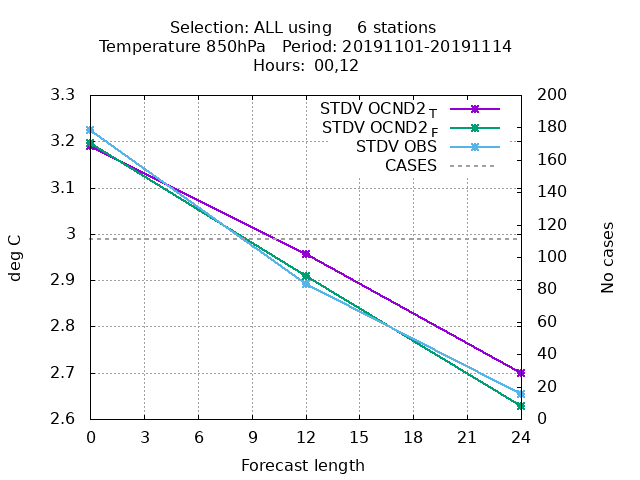 Selection: ALL using 6 stations
Temperature 850hPa Period: 20191101-20191114
Hours: 00,12
STDV OCND2 T
STDV OCND2 F
STDV OBS
CASES
3.3
3.2
3.1
3
2.9
2.8
2.7
2.6
deg C
200
180
160
140
120
100
80
60
40
20
0
No cases
0 3 6 9 12 15 18 21 24
Forecast length